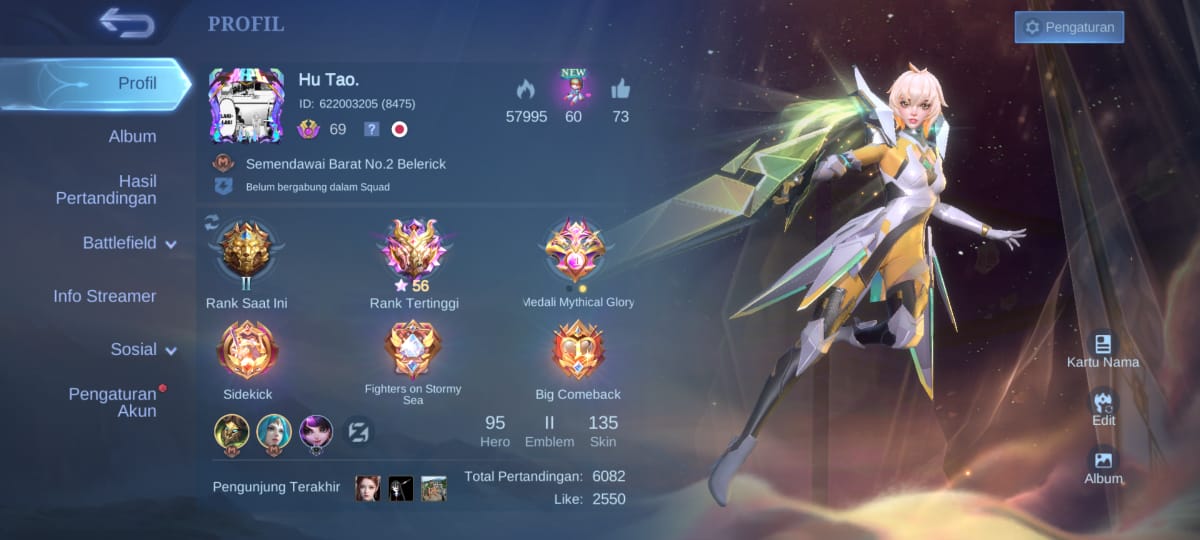 PROFIL
Pengaturan
Profil
Album
Hasil
Pertandingan
Battlefield
Info Streamer
Sosial
Pengaturan
Akun
Hu Tao.
ID: 622003205 (8475)
69
?
NEW
57995
60
73
Semendawai Barat No.2 Belerick
Belum bergabung dalam Squad
II
Rank Saat Ini
56
Rank Tertinggi
1
Medali Mythical Glory
Sidekick
Fighters on Stormy
Sea
Big Comeback
95
Hero
II
Emblem
135
Skin
Total Pertandingan: 6082
Like: 2550
Pengunjung Terakhir
Kartu Nama
Edit
Album